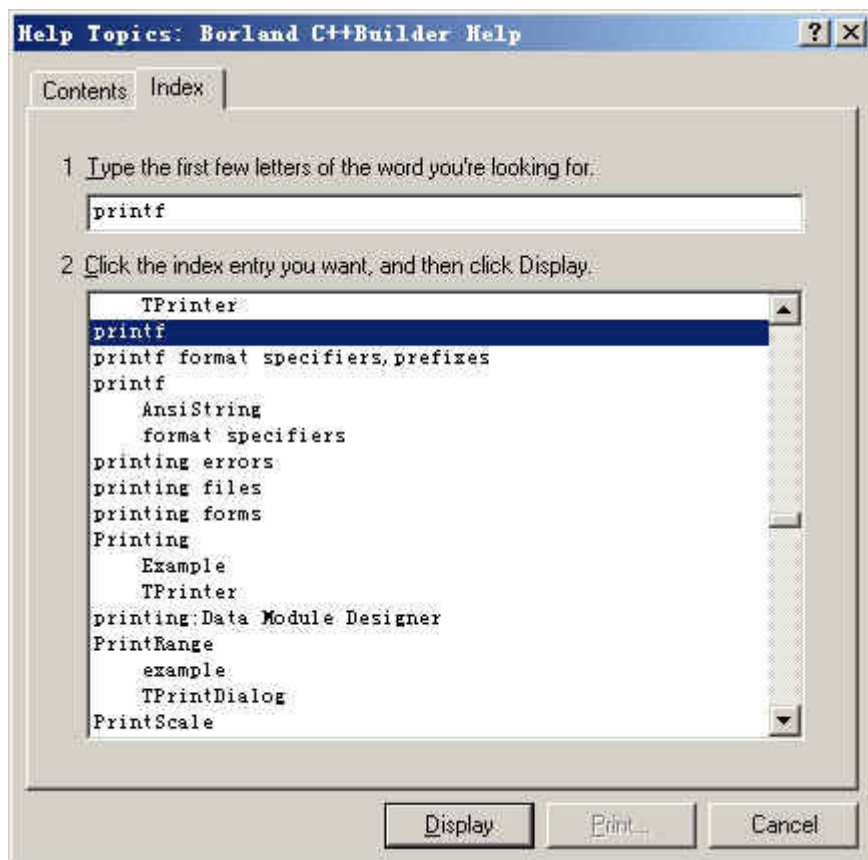 Help Topics: Borland C++Builder Help
Contents
Index
1 Type the first few letters of the word you're looking for.
printf
2 Click the index entry you want, and then click Display.
TPrinter
printf
printf format specifiers,prefixes
printf
AnsiString
format specifiers
printing errors
printing files
printing forms
Printing
Example
TPrinter
printing:Data Module Designer
PrintRange
example
TPrintDialog
PrintScale
Display
Print...
Cancel